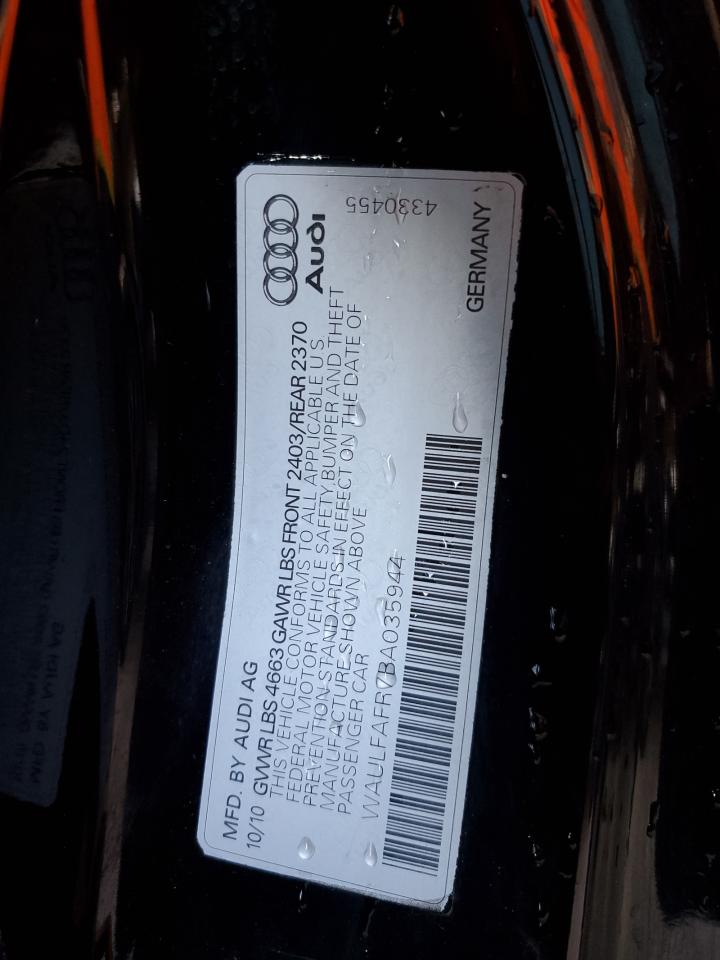 MFD. BY AUDI AG
10/10 GVWR LBS 4663 GAWR LBS FRONT 2403/REAR 2370
THIS VEHICLE CONFORMS TO ALL APPLICABLE U.S.
FEDERAL MOTOR VEHICLE SAFETY, BUMPER AND THEFT
PREVENTION STANDARDS IN EFFECT ON THE DATE OF
MANUFACTURE SHOWN ABOVE
PASSENGER CAR
WAULFAFR7BA035944
Audi
4330455
GERMANY